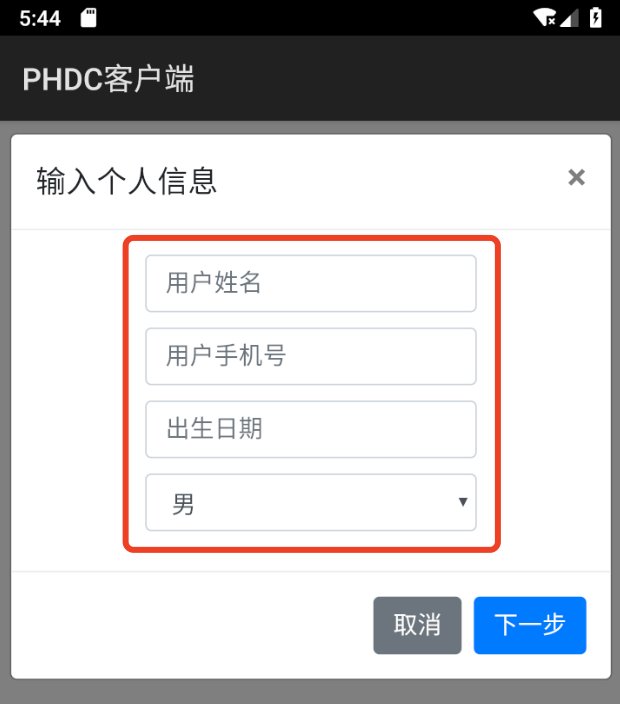 5:44
PHDC客户端
输入个人信息
×
用户姓名
用户手机号
出生日期
男
取消
下一步